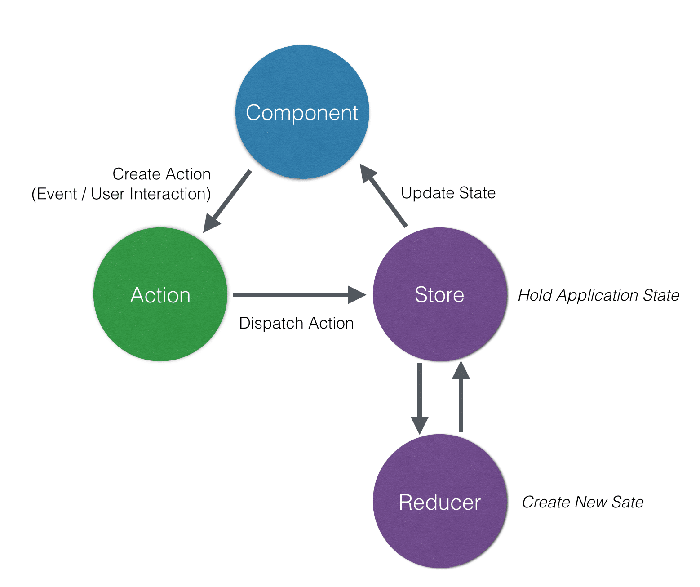 Component
Create Action
(Event / User Interaction)
Update State
Action
Store
Hold Application State
Dispatch Action
Reducer
Create New Sate